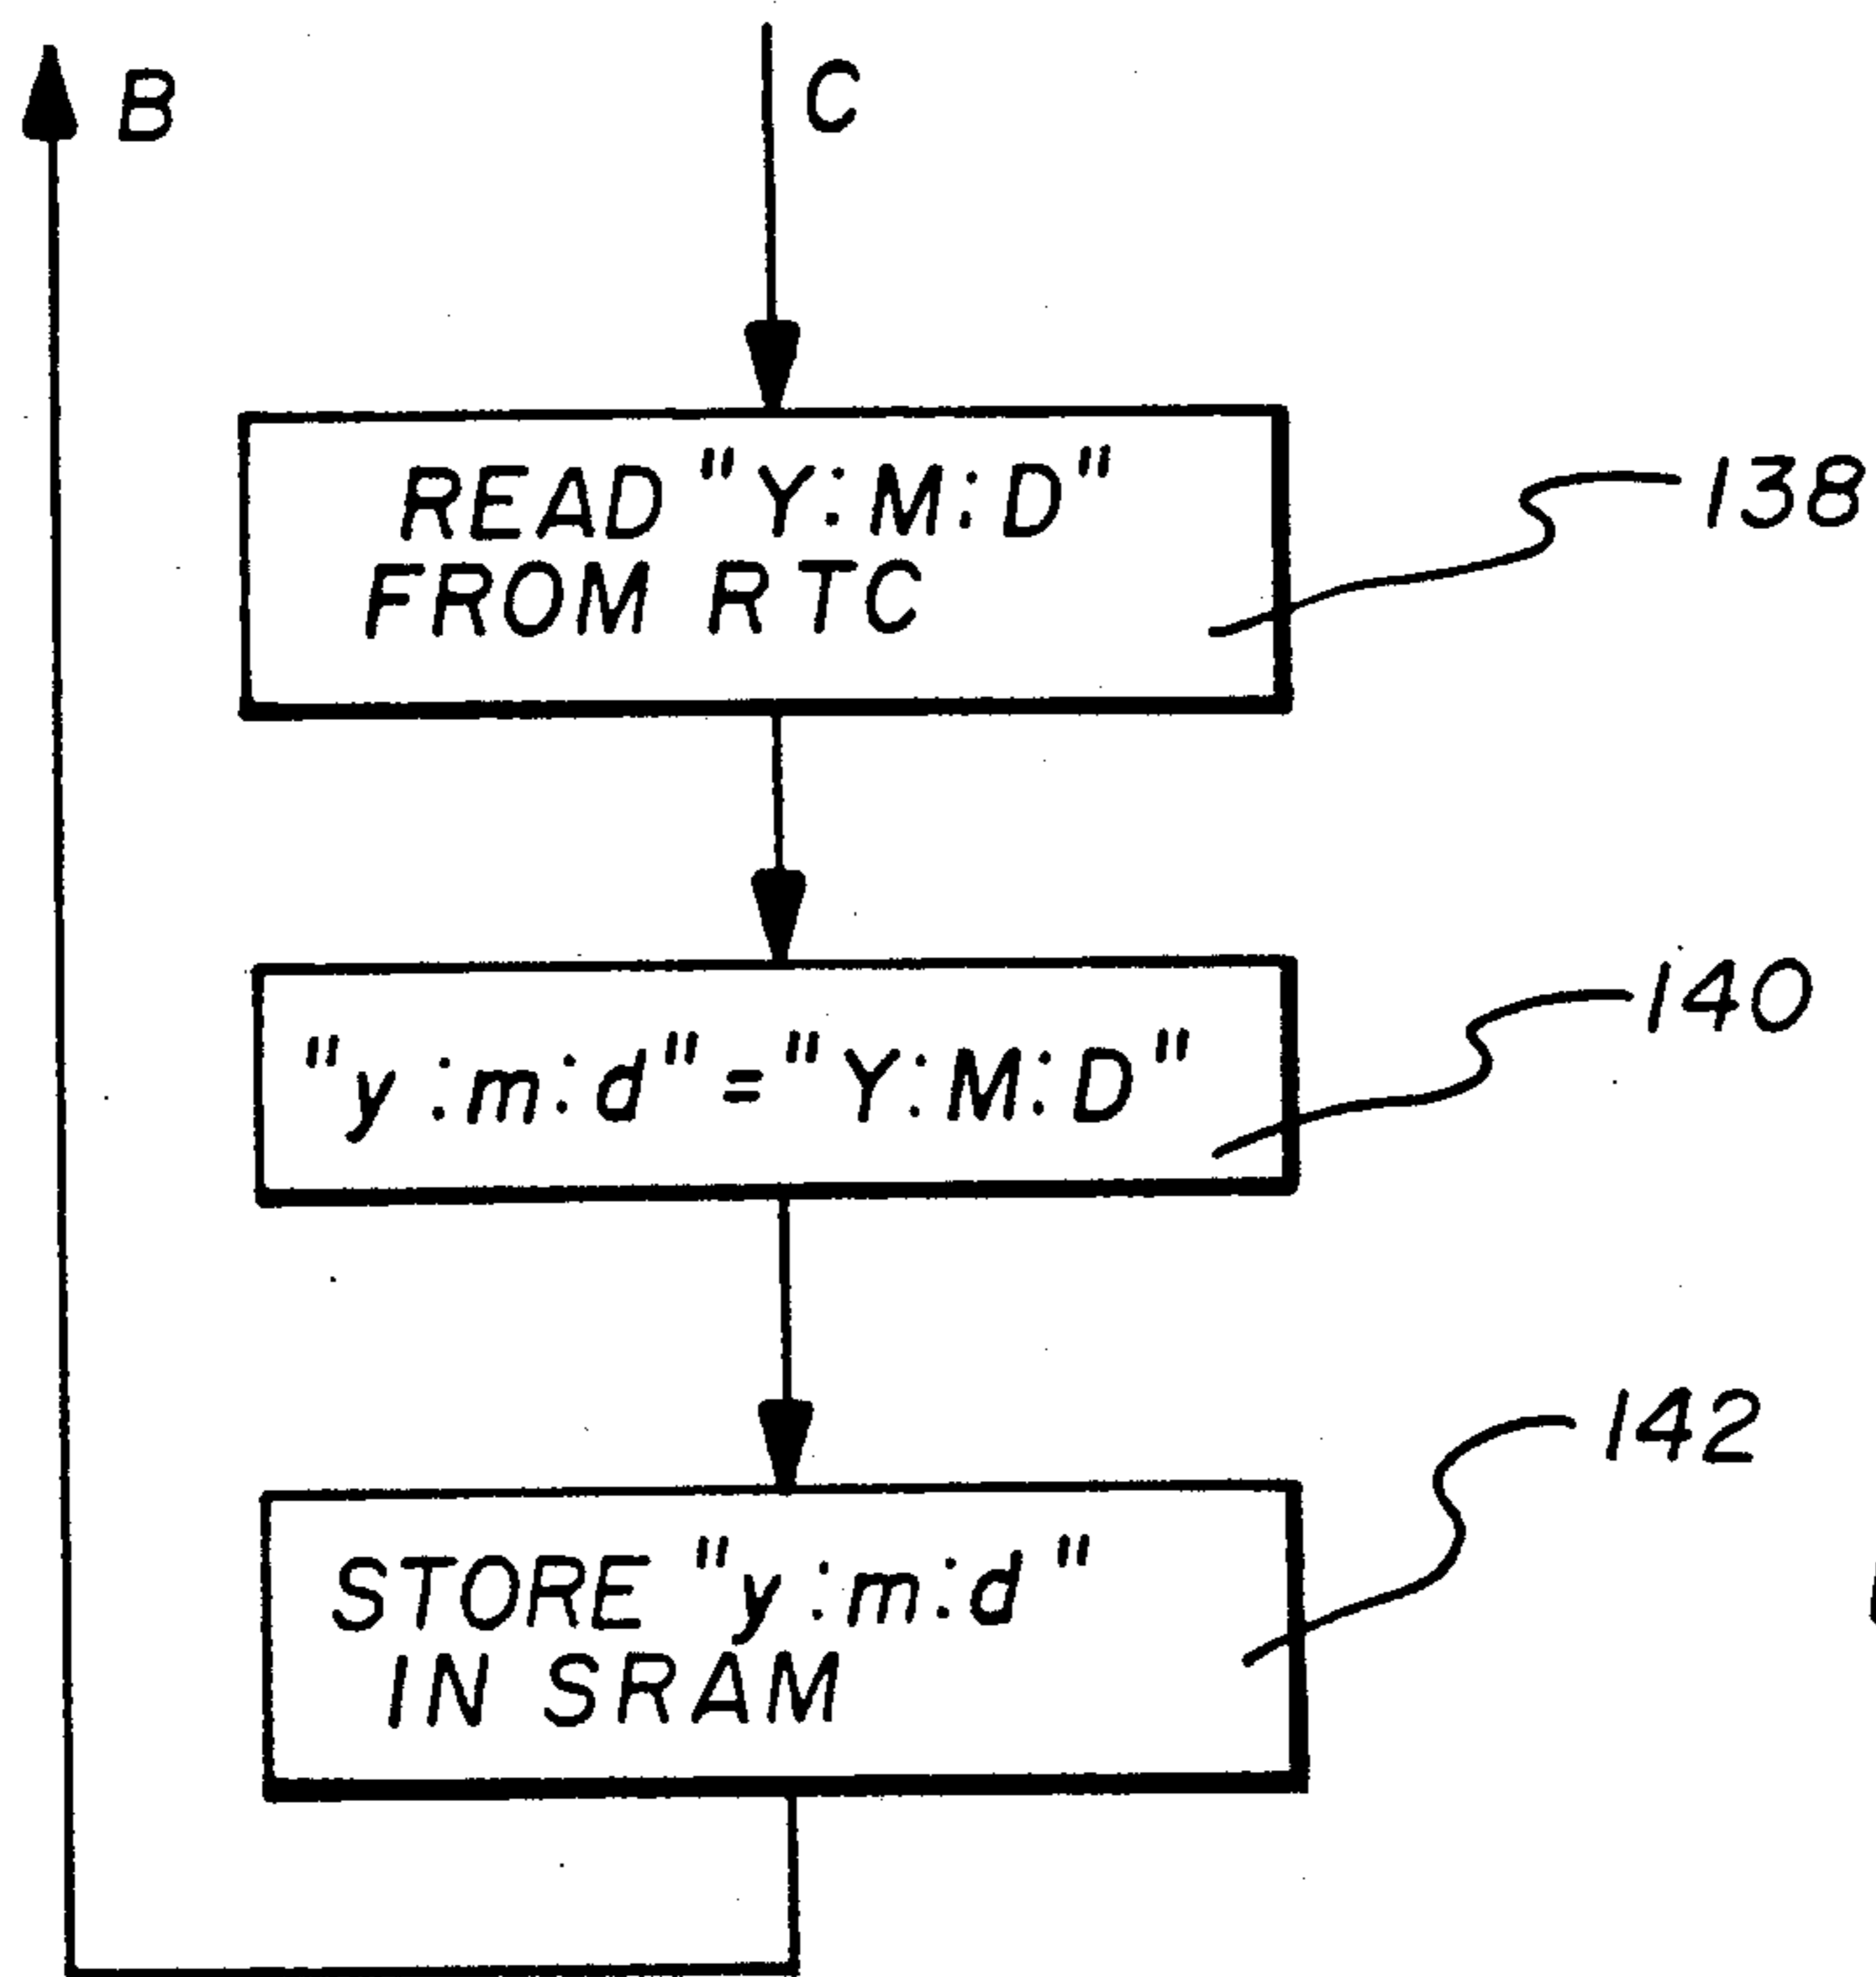 B
C
READ "Y:M:D"
FROM RTC
138
"y:m:d" = "Y:M:D"
140
STORE "y:m:d"
IN SRAM
142